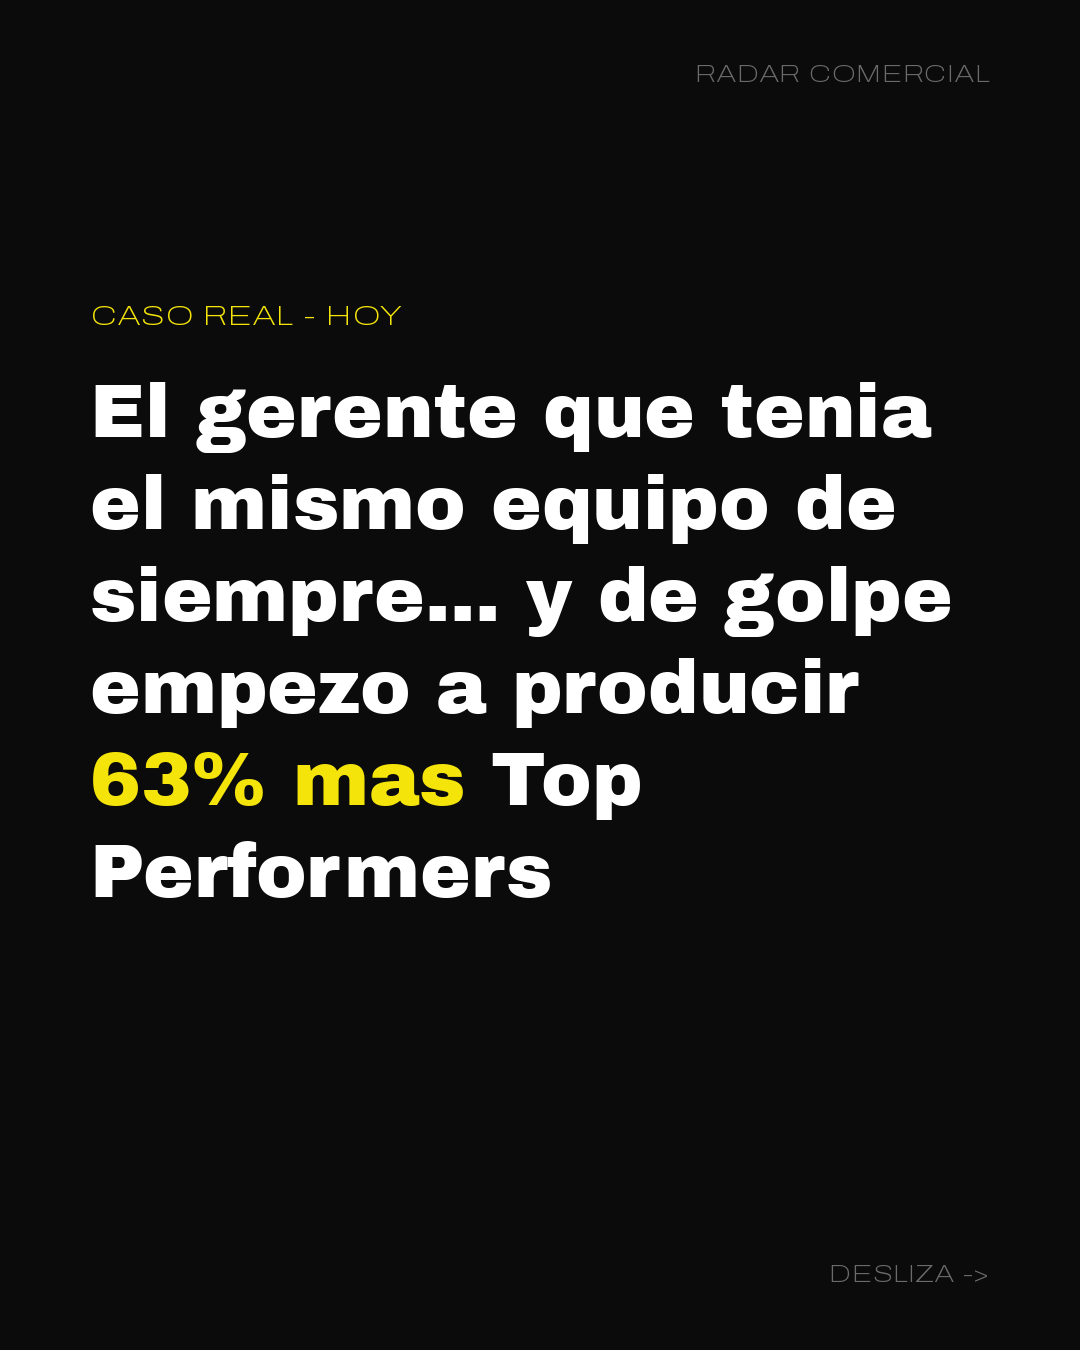 RADAR COMERCIAL
CASO REAL - HOY
El gerente que tenia
el mismo equipo de
siempre... y de golpe
empezo a producir
63% mas Top
Performers
DESLIZA ->